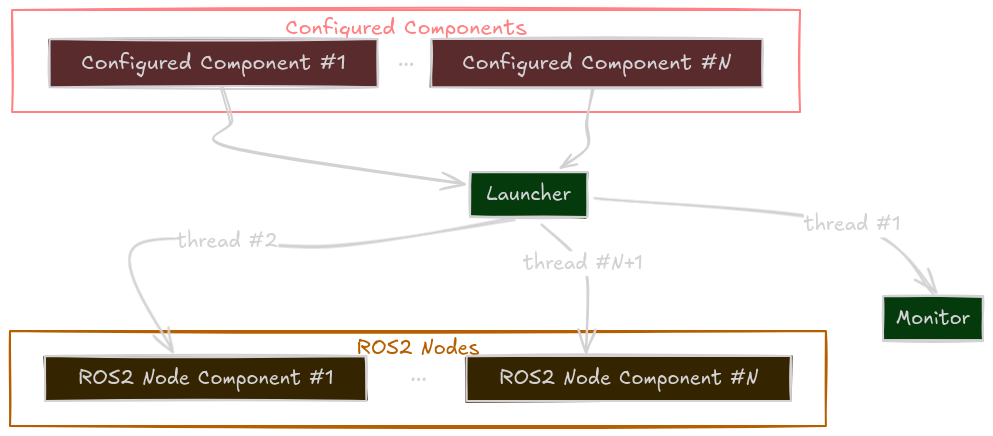 Configured Components
Configured Component #1
...
Configured Component #N
Launcher
thread #1
thread #2
thread #N+1
Monitor
ROS2 Nodes
ROS2 Node Component #1
...
ROS2 Node Component #N